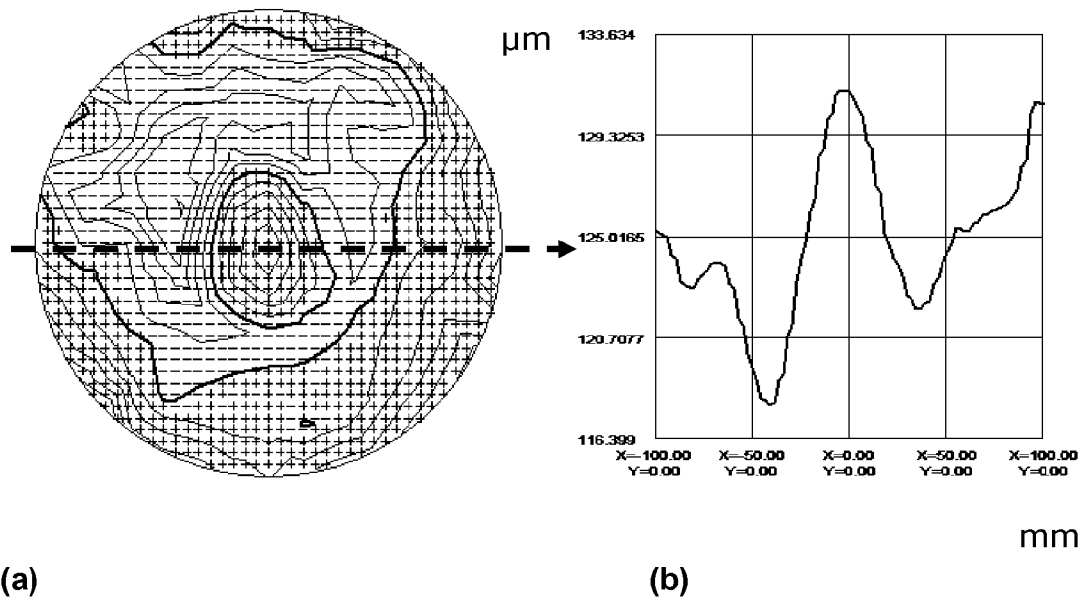 µm
133.634
129.3253
125.0165
120.7077
116.399
X=-100.00 X=-50.00 X=0.00 X=50.00 X=100.00
Y=0.00 Y=0.00 Y=0.00 Y=0.00 Y=0.00
mm
(a) (b)